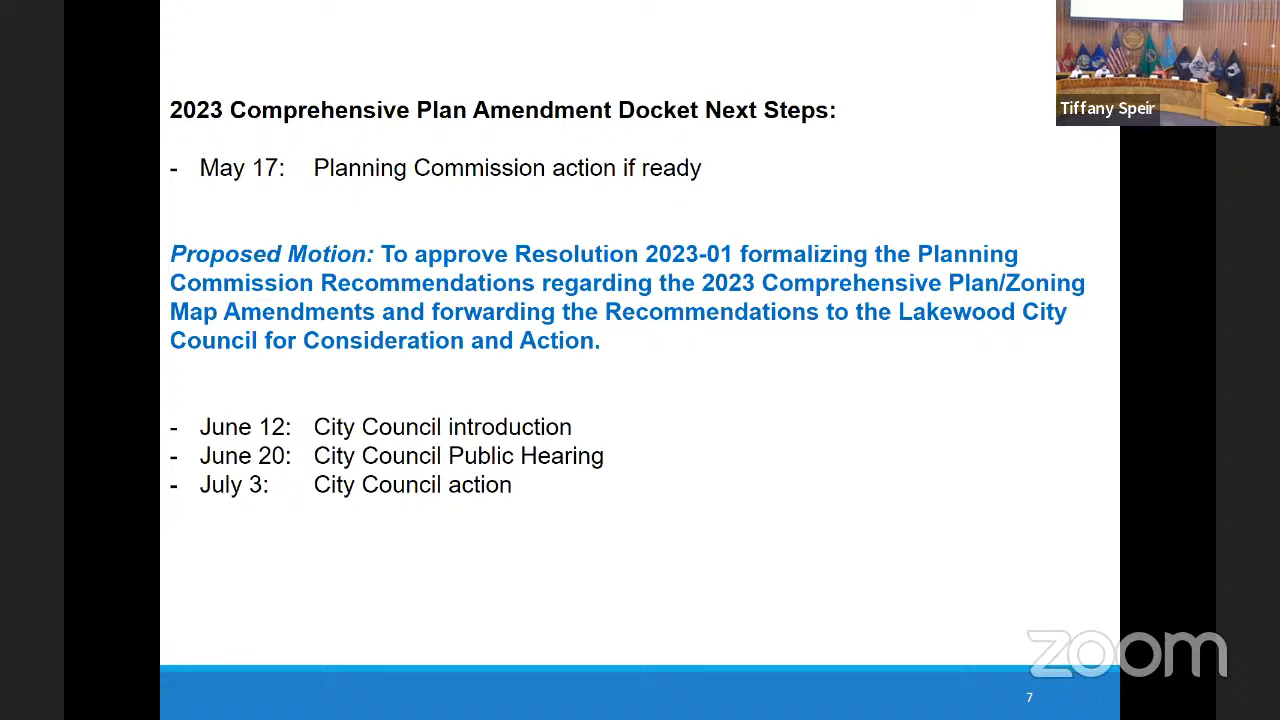 2023 Comprehensive Plan Amendment Docket Next Steps:
- May 17: Planning Commission action if ready
Proposed Motion: To approve Resolution 2023-01 formalizing the Planning
Commission Recommendations regarding the 2023 Comprehensive Plan/Zoning
Map Amendments and forwarding the Recommendations to the Lakewood City
Council for Consideration and Action.
- June 12: City Council introduction
- June 20: City Council Public Hearing
- July 3: City Council action
Tiffany Speir
zoom
7